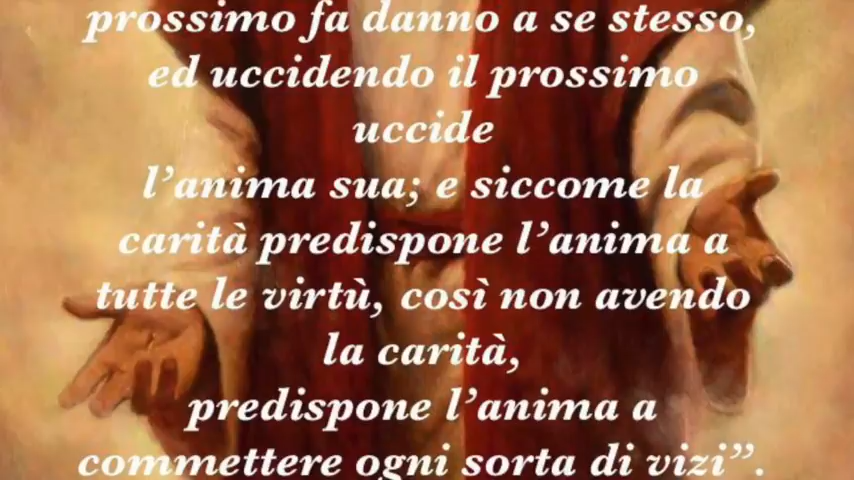 prossimo fa danno a se stesso,
ed uccidendo il prossimo
uccide
l’anima sua; e siccome la
carità predispone l’anima a
tutte le virtù, così non avendo
la carità,
predispone l’anima a
commettere ogni sorta di vizi”.